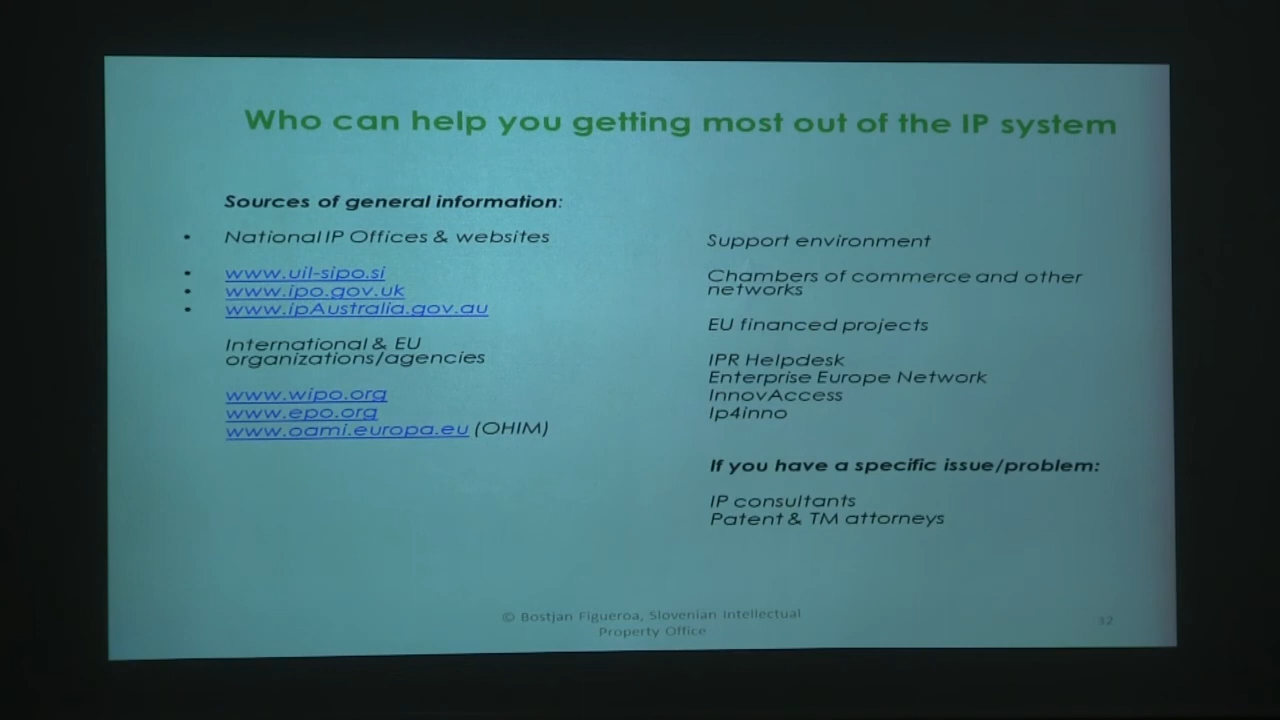 Who can help you getting most out of the IP system
Sources of general information:
• National IP Offices & websites
• www.uil-sipo.si
• www.ipo.gov.uk
• www.ipAustralia.gov.au
International & EU
organizations/agencies
www.wipo.org
www.epo.org
www.oami.europa.eu (OHIM)
Support environment
Chambers of commerce and other
networks
EU financed projects
IPR Helpdesk
Enterprise Europe Network
InnovAccess
Ip4inno
If you have a specific issue/problem:
IP consultants
Patent & TM attorneys
© Bostjan Figueroa, Slovenian Intellectual
Property Office
32